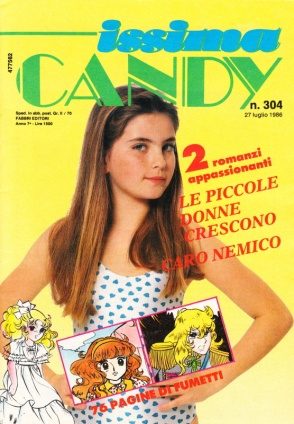 issima
CANDY
477582
Sped. in abb. post. Gr. II / 70
FABBRI EDITORI
Anno 7° - Lire 1500
n. 304
27 luglio 1986
2 romanzi
appassionanti
LE PICCOLE
DONNE
CRESCONO
CARO NEMICO
76 PAGINE DI FUMETTI